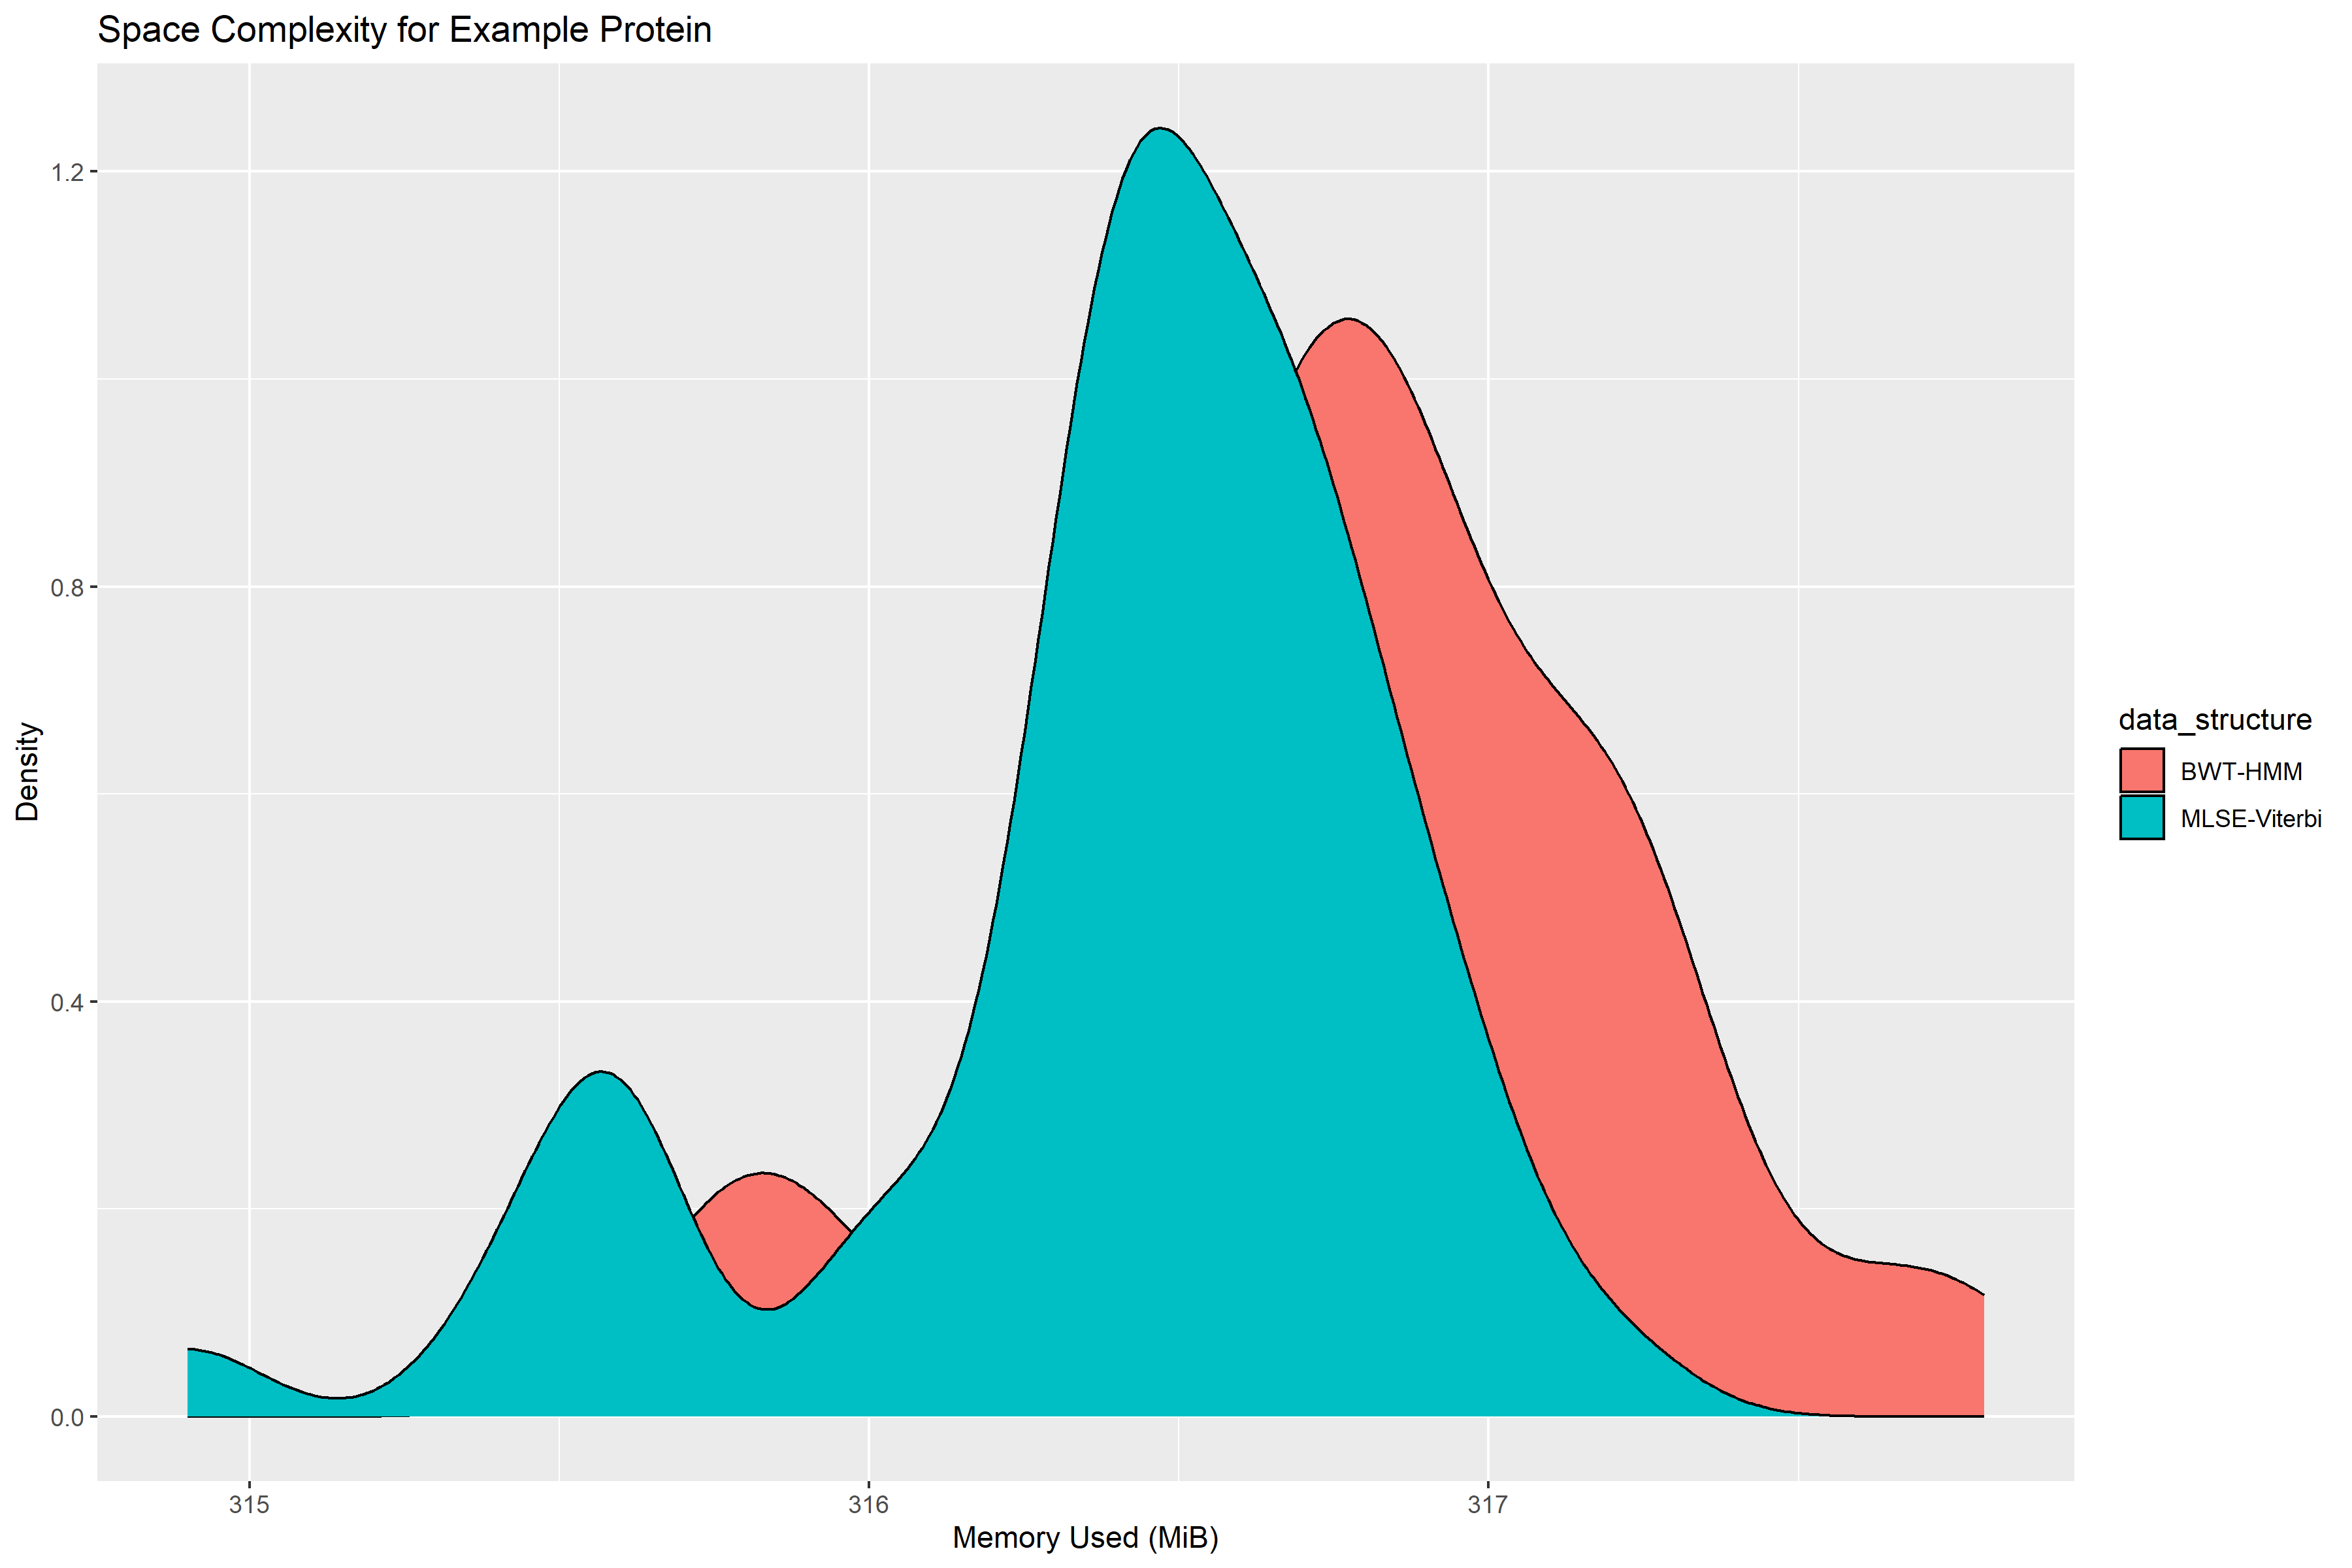 Space Complexity for Example Protein
1.2
0.8
0.4
0.0
Density
315 316 317
Memory Used (MiB)
data_structure
BWT-HMM
MLSE-Viterbi